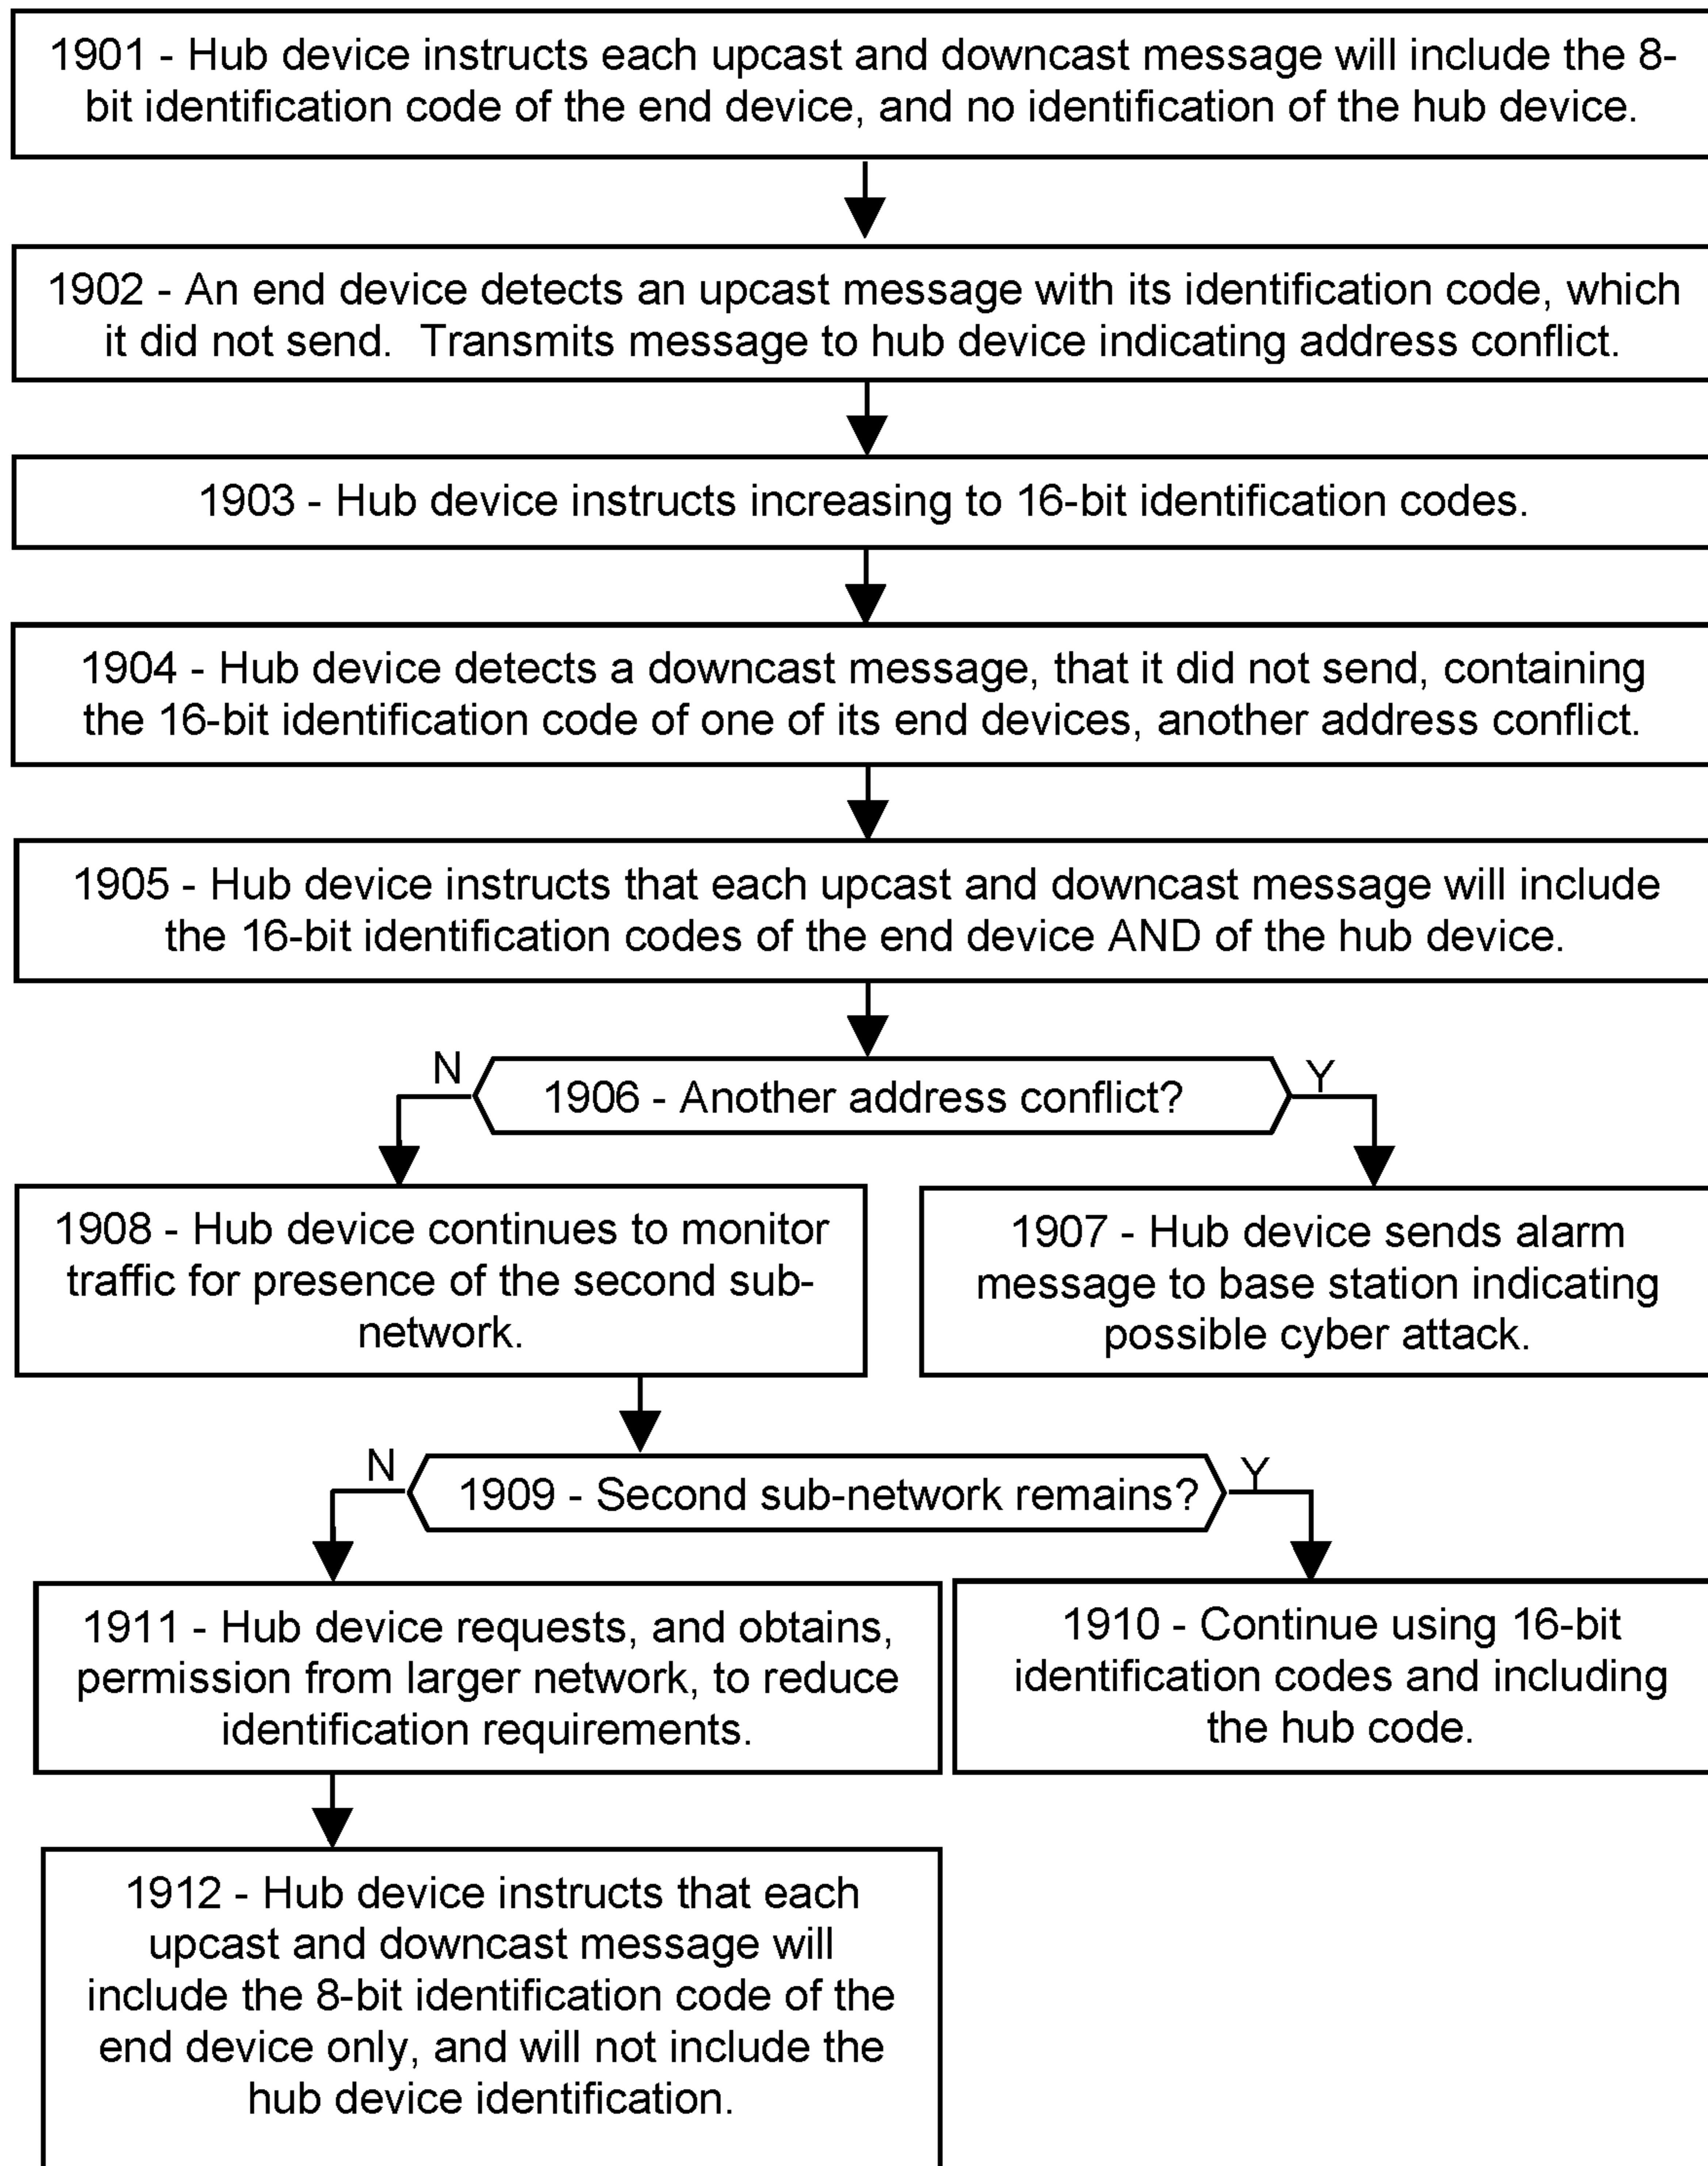 1901 - Hub device instructs each upcast and downcast message will include the 8-
bit identification code of the end device, and no identification of the hub device.
1902 - An end device detects an upcast message with its identification code, which
it did not send.  Transmits message to hub device indicating address conflict.
1903 - Hub device instructs increasing to 16-bit identification codes.
1904 - Hub device detects a downcast message, that it did not send, containing
the 16-bit identification code of one of its end devices, another address conflict.
1905 - Hub device instructs that each upcast and downcast message will include
the 16-bit identification codes of the end device AND of the hub device.
N
1906 - Another address conflict?
Y
1908 - Hub device continues to monitor
traffic for presence of the second sub-
network.
1907 - Hub device sends alarm
message to base station indicating
possible cyber attack.
N
1909 - Second sub-network remains?
Y
1911 - Hub device requests, and obtains,
permission from larger network, to reduce
identification requirements.
1910 - Continue using 16-bit
identification codes and including
the hub code.
1912 - Hub device instructs that each
upcast and downcast message will
include the 8-bit identification code of the
end device only, and will not include the
hub device identification.